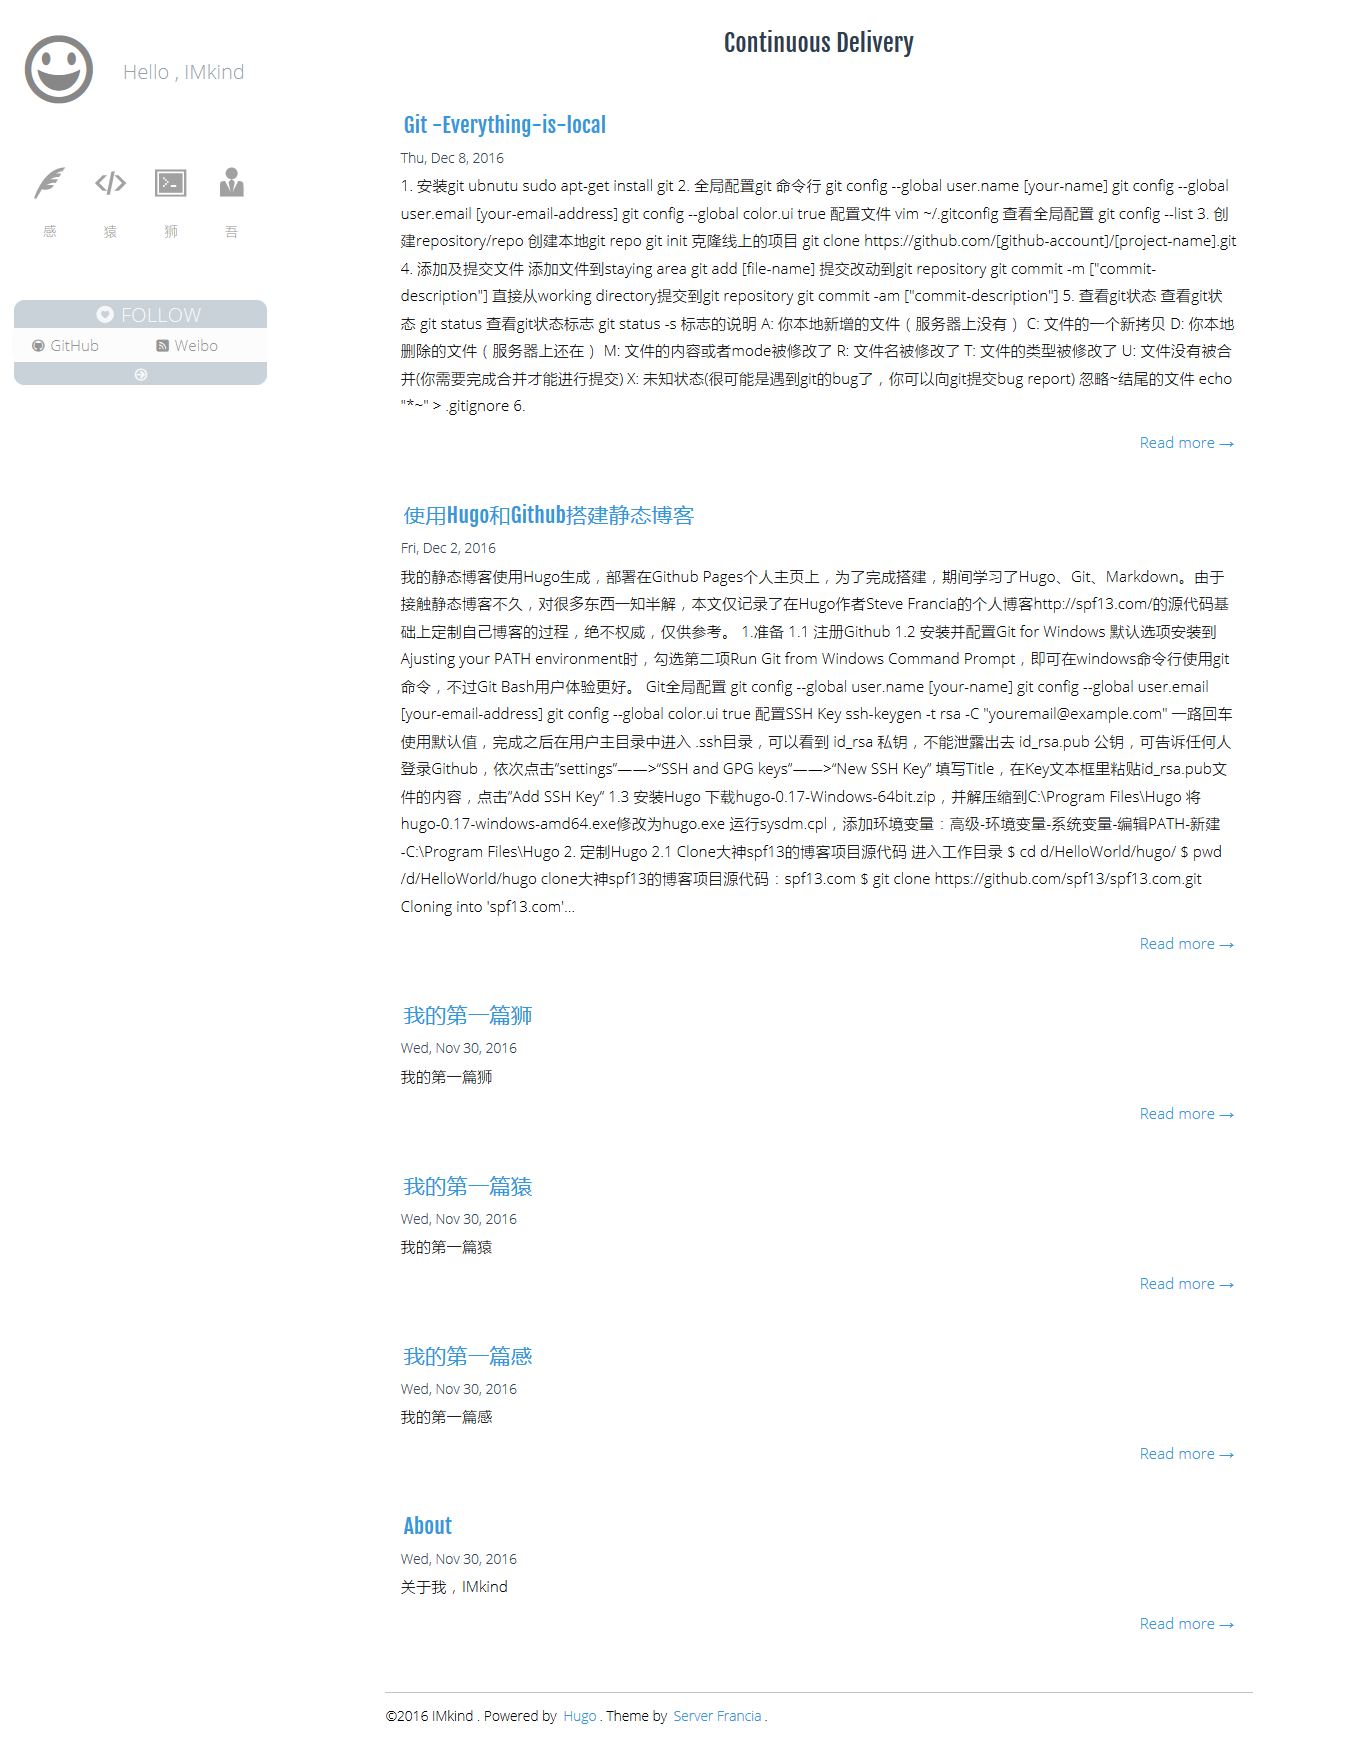 Hello , IMkind
感 猿 狮 吾
FOLLOW
GitHub Weibo
Continuous Delivery
Git -Everything-is-local
Thu, Dec 8, 2016
1. 安装git ubnutu sudo apt-get install git 2. 全局配置git 命令行 git config --global user.name [your-name] git config --global
user.email [your-email-address] git config --global color.ui true 配置文件 vim ~/.gitconfig 查看全局配置 git config --list 3. 创
建repository/repo 创建本地git repo git init 克隆线上的项目 git clone https://github.com/[github-account]/[project-name].git
4. 添加及提交文件 添加文件到staying area git add [file-name] 提交改动到git repository git commit -m ["commit-
description"] 直接从working directory提交到git repository git commit -am ["commit-description"] 5. 查看git状态 查看git状
态 git status 查看git状态标志 git status -s 标志的说明 A: 你本地新增的文件（服务器上没有） C: 文件的一个新拷贝 D: 你本地
删除的文件（服务器上还在） M: 文件的内容或者mode被修改了 R: 文件名被修改了 T: 文件的类型被修改了 U: 文件没有被合
并(你需要完成合并才能进行提交) X: 未知状态(很可能是遇到git的bug了，你可以向git提交bug report) 忽略~结尾的文件 echo
"*~" > .gitignore 6.
Read more →
使用Hugo和Github搭建静态博客
Fri, Dec 2, 2016
我的静态博客使用Hugo生成，部署在Github Pages个人主页上，为了完成搭建，期间学习了Hugo、Git、Markdown。由于
接触静态博客不久，对很多东西一知半解，本文仅记录了在Hugo作者Steve Francia的个人博客http://spf13.com/的源代码基
础上定制自己博客的过程，绝不权威，仅供参考。 1.准备 1.1 注册Github 1.2 安装并配置Git for Windows 默认选项安装到
Ajusting your PATH environment时，勾选第二项Run Git from Windows Command Prompt，即可在windows命令行使用git
命令，不过Git Bash用户体验更好。 Git全局配置 git config --global user.name [your-name] git config --global user.email
[your-email-address] git config --global color.ui true 配置SSH Key ssh-keygen -t rsa -C "youremail@example.com" 一路回车
使用默认值，完成之后在用户主目录中进入 .ssh目录，可以看到 id_rsa 私钥，不能泄露出去 id_rsa.pub 公钥，可告诉任何人
登录Github，依次点击”settings”——>“SSH and GPG keys”——>“New SSH Key” 填写Title，在Key文本框里粘贴id_rsa.pub文
件的内容，点击”Add SSH Key” 1.3 安装Hugo 下载hugo-0.17-Windows-64bit.zip，并解压缩到C:\Program Files\Hugo 将
hugo-0.17-windows-amd64.exe修改为hugo.exe 运行sysdm.cpl，添加环境变量：高级-环境变量-系统变量-编辑PATH-新建
-C:\Program Files\Hugo 2. 定制Hugo 2.1 Clone大神spf13的博客项目源代码 进入工作目录 $ cd d/HelloWorld/hugo/ $ pwd
/d/HelloWorld/hugo clone大神spf13的博客项目源代码：spf13.com $ git clone https://github.com/spf13/spf13.com.git
Cloning into 'spf13.com'...
Read more →
我的第一篇狮
Wed, Nov 30, 2016
我的第一篇狮
Read more →
我的第一篇猿
Wed, Nov 30, 2016
我的第一篇猿
Read more →
我的第一篇感
Wed, Nov 30, 2016
我的第一篇感
Read more →
About
Wed, Nov 30, 2016
关于我，IMkind
Read more →
©2016 IMkind . Powered by Hugo . Theme by Server Francia .